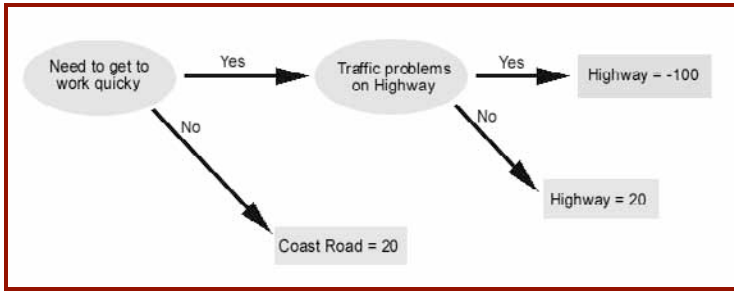 Need to get to
work quicky
Yes
Traffic problems
on Highway
Yes
Highway = -100
No
No
Highway = 20
Coast Road = 20